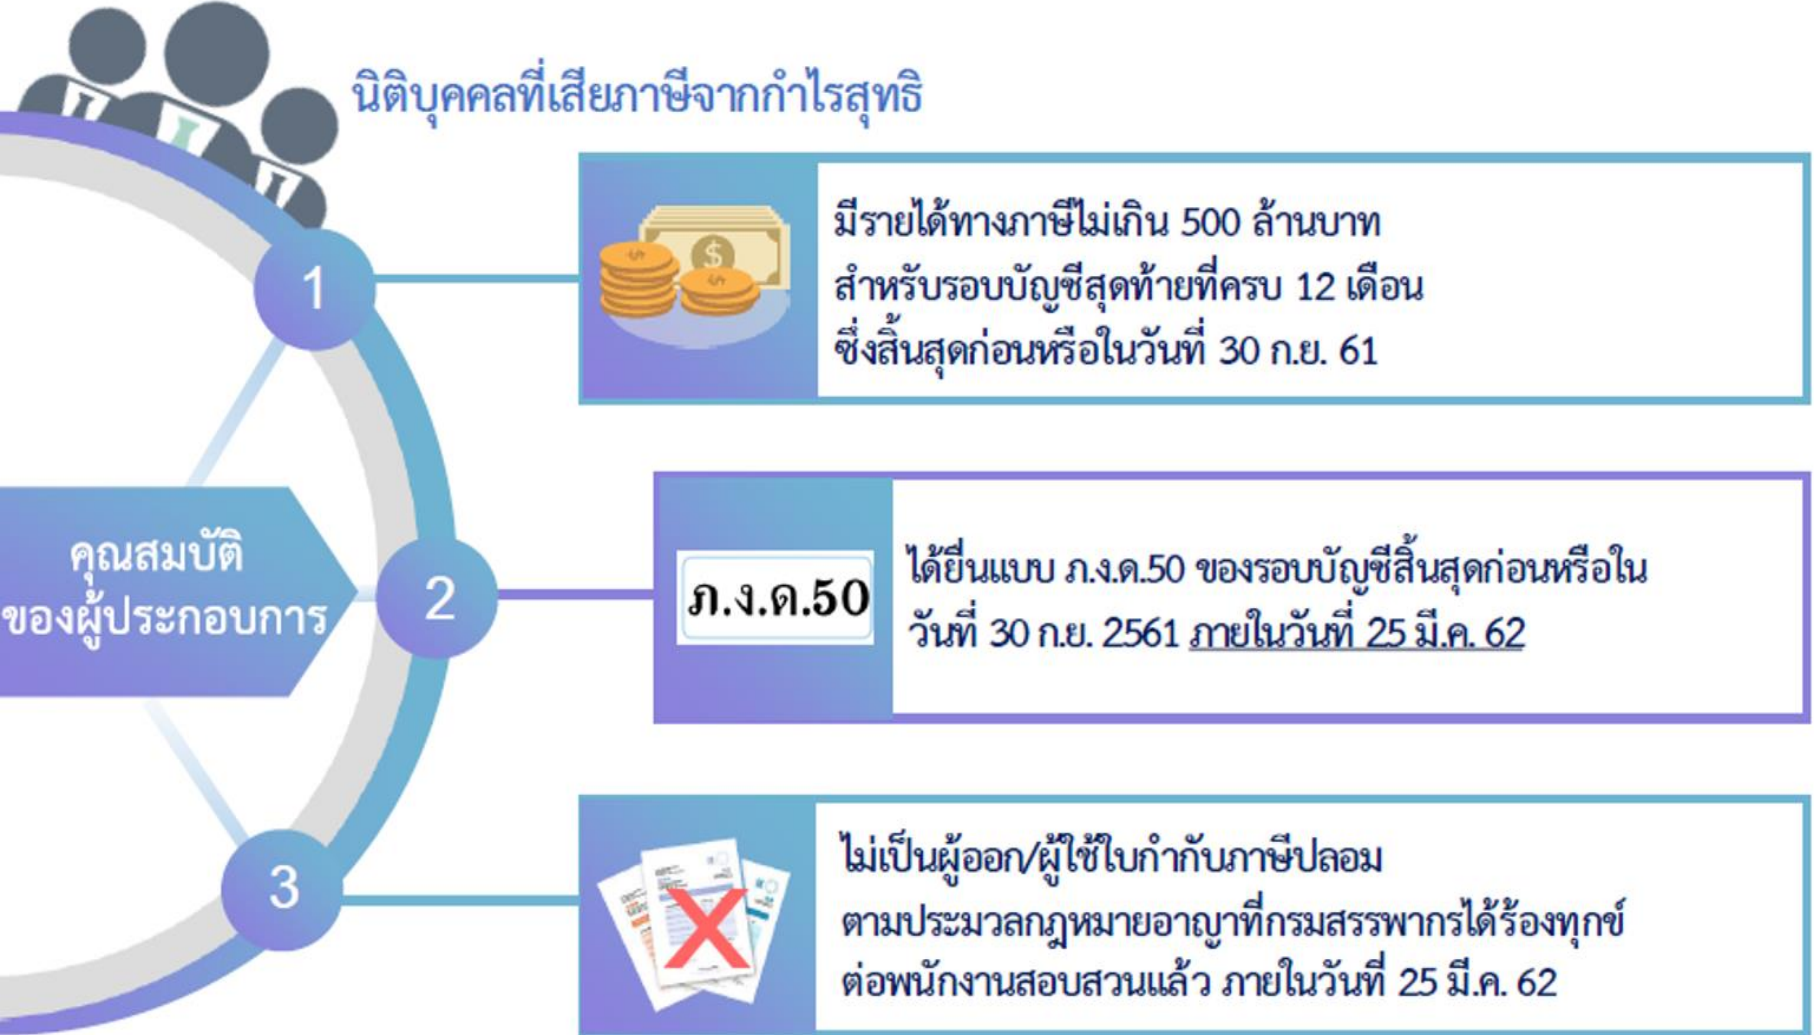 นิติบุคคลที่เสียภาษีจากกำไรสุทธิ
1
มีรายได้ทางภาษีไม่เกิน 500 ล้านบาท
สำหรับรอบบัญชีสุดท้ายที่ครบ 12 เดือน
ซึ่งสิ้นสุดก่อนหรือในวันที่ 30 ก.ย. 61
คุณสมบัติ
ของผู้ประกอบการ
2
ภ.ง.ด.50
ได้ยื่นแบบ ภ.ง.ด.50 ของรอบบัญชีสิ้นสุดก่อนหรือใน
วันที่ 30 ก.ย. 2561 ภายในวันที่ 25 มี.ค. 62
3
ไม่เป็นผู้ออก/ผู้ใช้ใบกำกับภาษีปลอม
ตามประมวลกฎหมายอาญาที่กรมสรรพากรได้ร้องทุกข์
ต่อพนักงานสอบสวนแล้ว ภายในวันที่ 25 มี.ค. 62